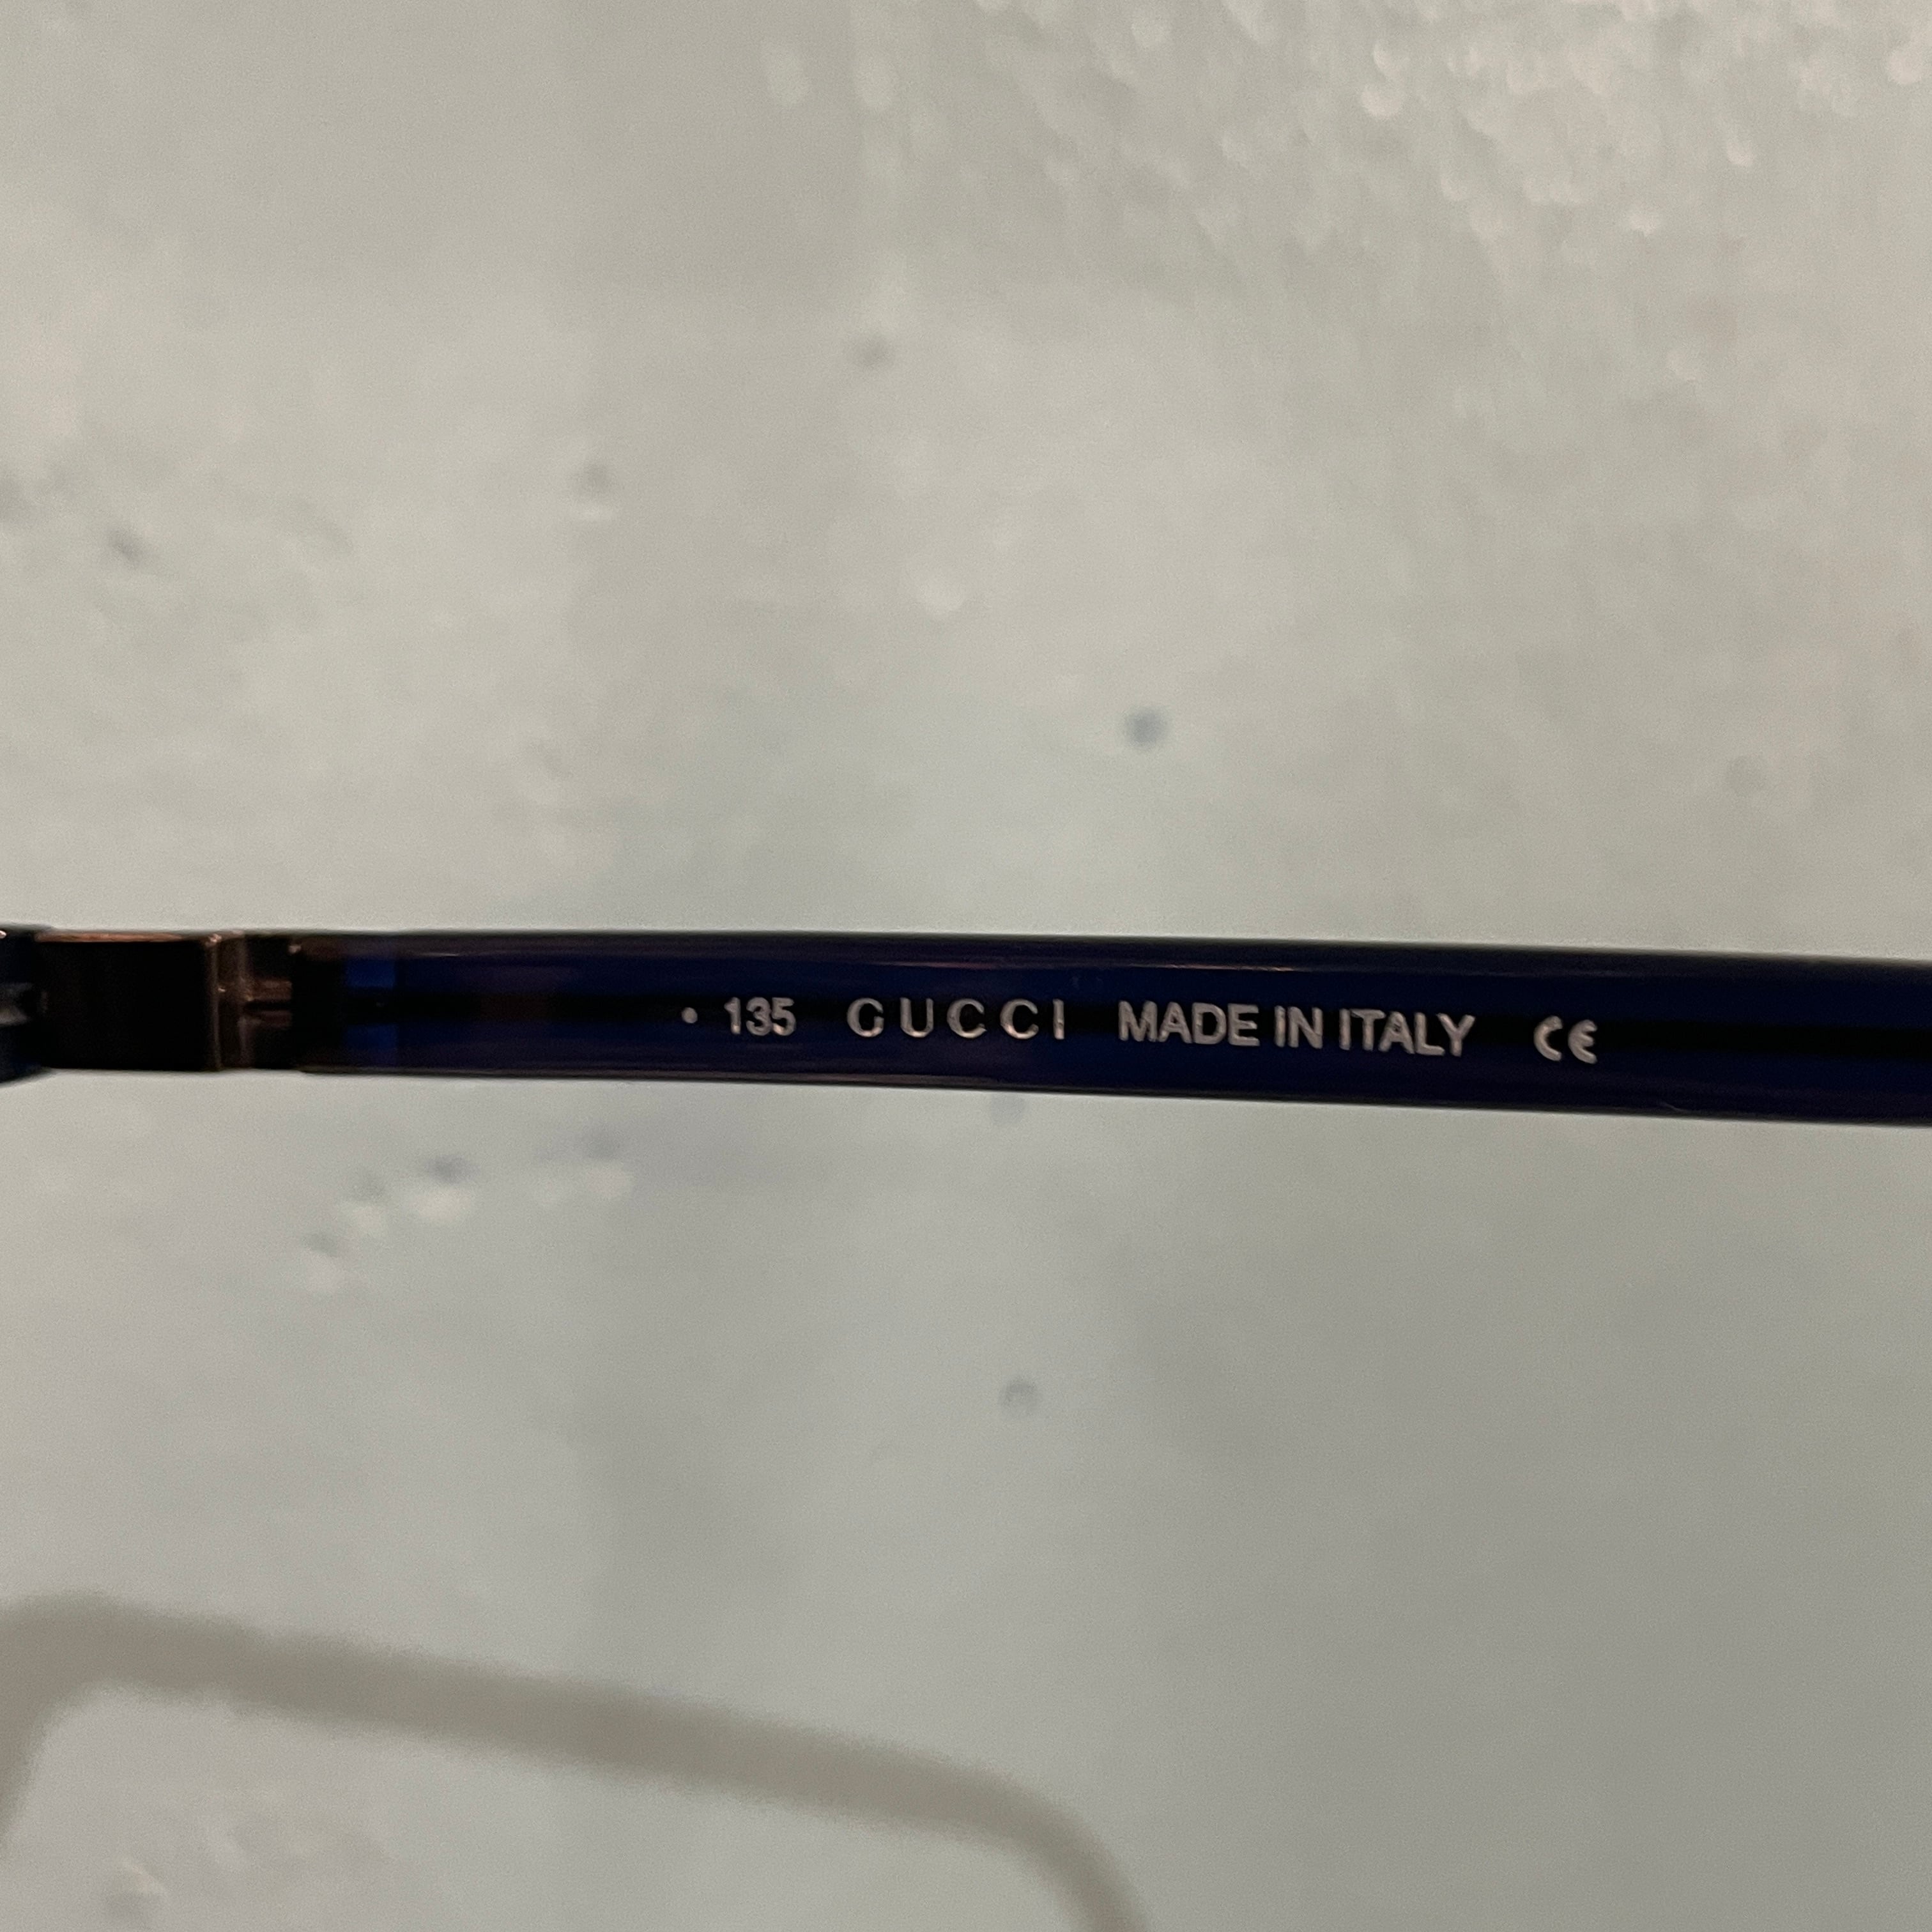 • 135 GUCCI MADE IN ITALY CE